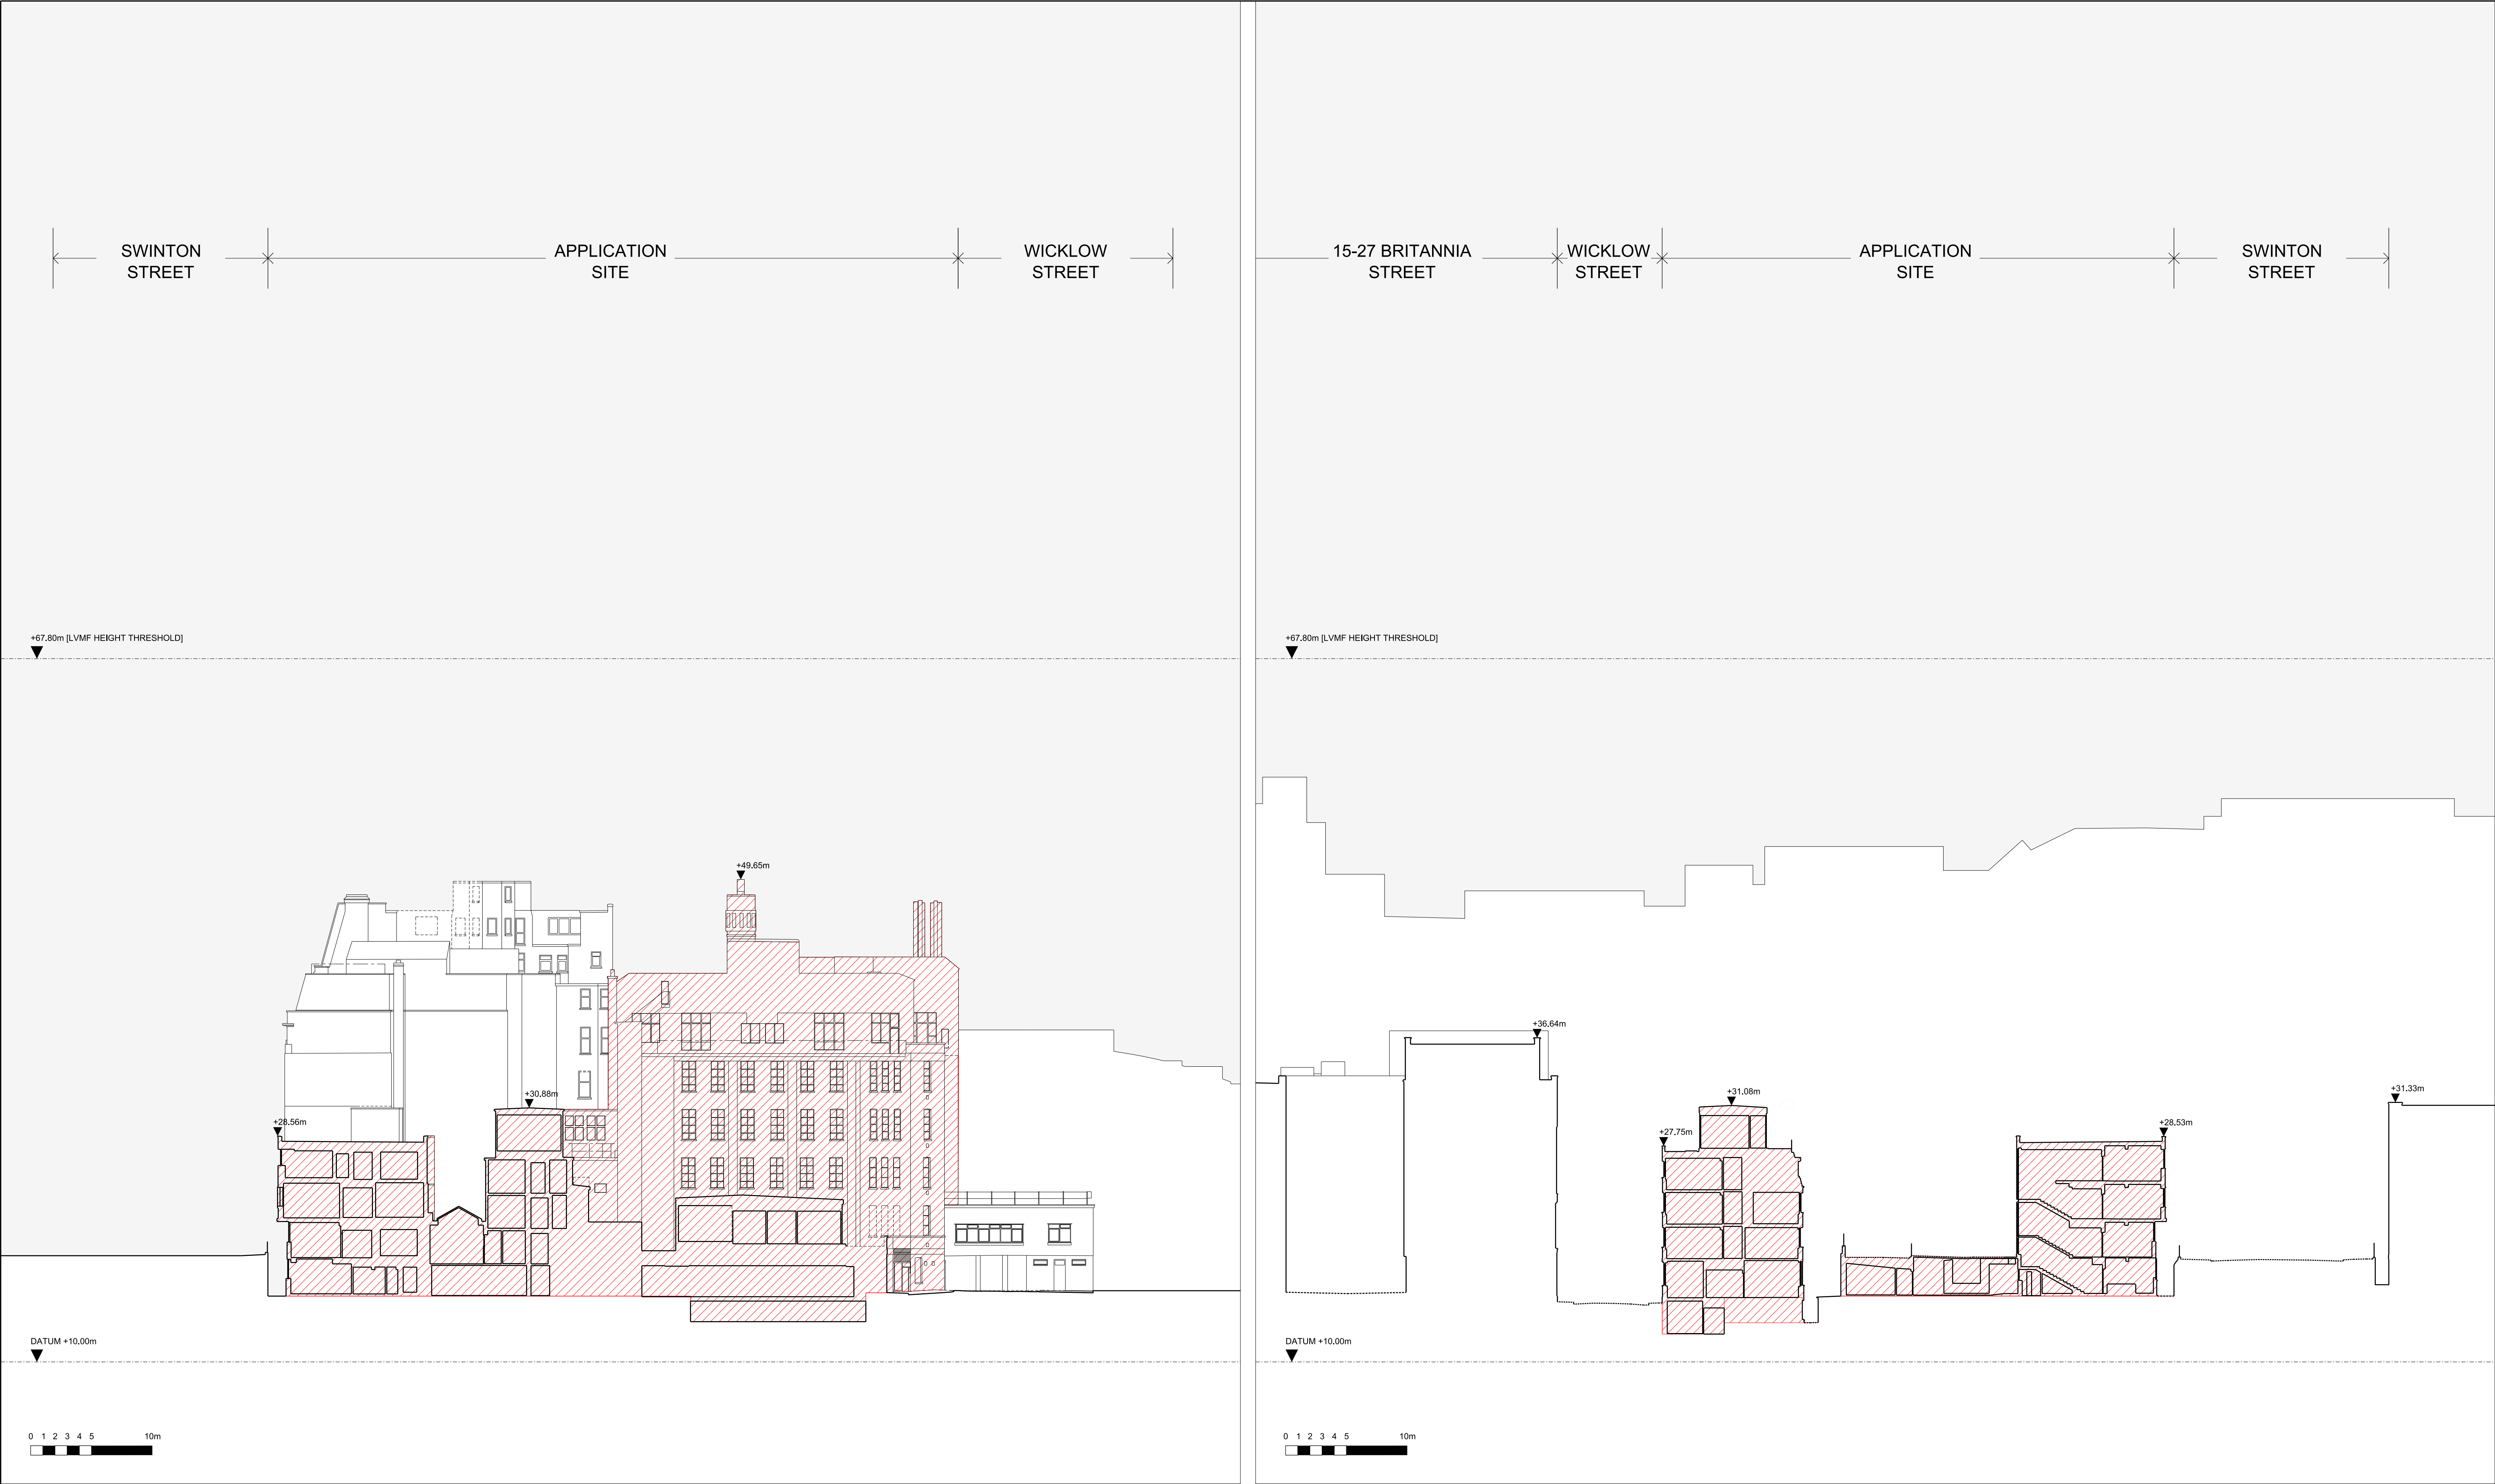 SWINTON
STREET
APPLICATION
SITE
WICKLOW
STREET
+67.80m [LVMF HEIGHT THRESHOLD]
+49.65m
+30.88m
+28.56m
DATUM +10.00m
0 1 2 3 4 5 10m
15-27 BRITANNIA
STREET
WICKLOW
STREET
APPLICATION
SITE
SWINTON
STREET
+67.80m [LVMF HEIGHT THRESHOLD]
+36.64m
+31.08m
+31.33m
+27.75m
+28.53m
DATUM +10.00m
0 1 2 3 4 5 10m